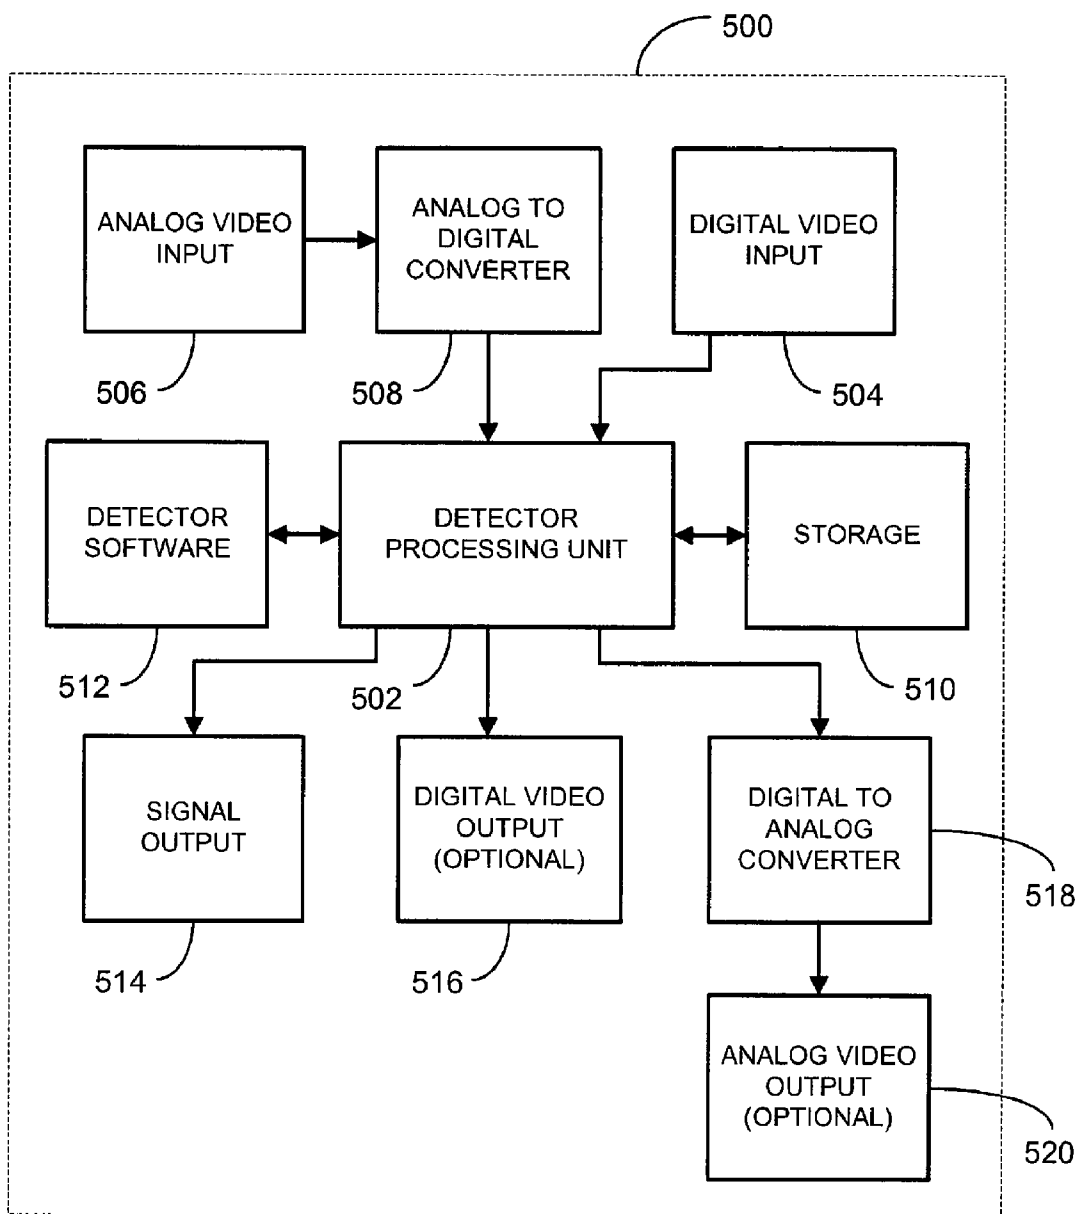 500
ANALOG VIDEO
INPUT
ANALOG TO
DIGITAL
CONVERTER
DIGITAL VIDEO
INPUT
506
508
504
DETECTOR
SOFTWARE
DETECTOR
PROCESSING UNIT
STORAGE
512
502
510
SIGNAL
OUTPUT
DIGITAL VIDEO
OUTPUT
(OPTIONAL)
DIGITAL TO
ANALOG
CONVERTER
518
514
516
ANALOG VIDEO
OUTPUT
(OPTIONAL)
520